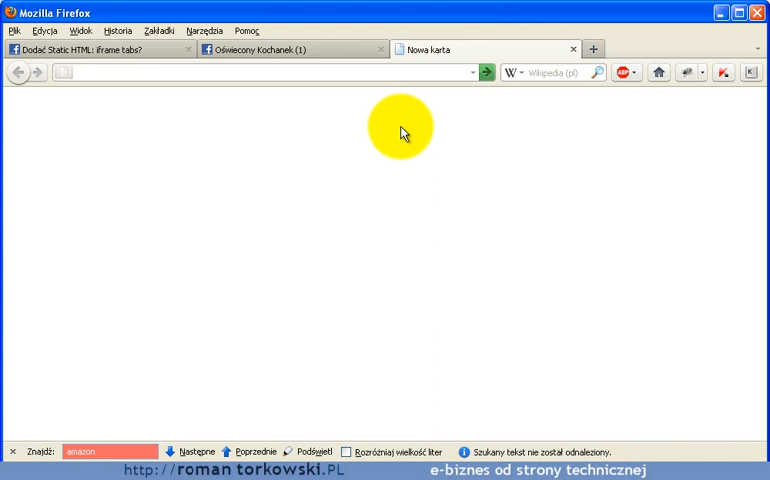 Mozilla Firefox
Plik Edycja Widok Historia Zakładki Narzędzia Pomoc
Dodać Static HTML: iframe tabs?
Oświecony Kochanek (1)
Nowa karta
W Wikipedia (pl) ABP K
Znajdź: amazon Następne Poprzednie Podświetl Rozróżniaj wielkość liter Szukany tekst nie został odnaleziony.
http://roman torkowski.PL e-biznes od strony technicznej